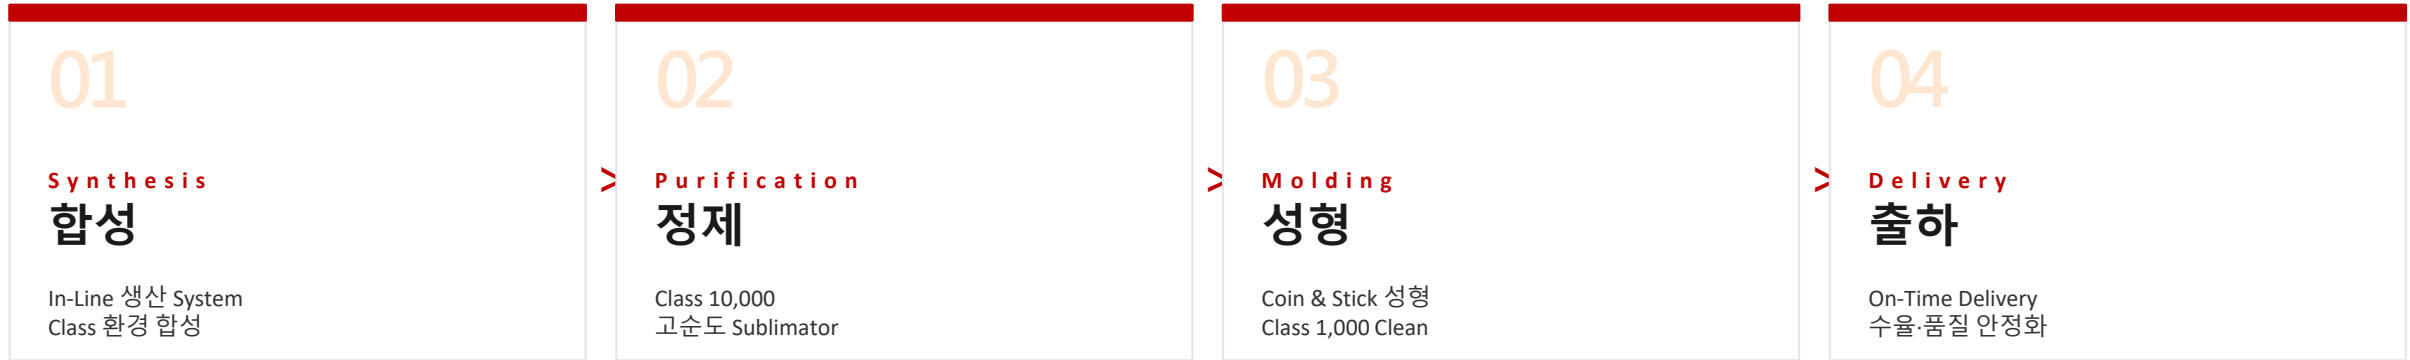 01
Synthesis
합성
In-Line 생산 System
Class 환경 합성
>
02
Purification
정제
Class 10,000
고순도 Sublimator
>
03
Molding
성형
Coin & Stick 성형
Class 1,000 Clean
>
04
Delivery
출하
On-Time Delivery
수율·품질 안정화